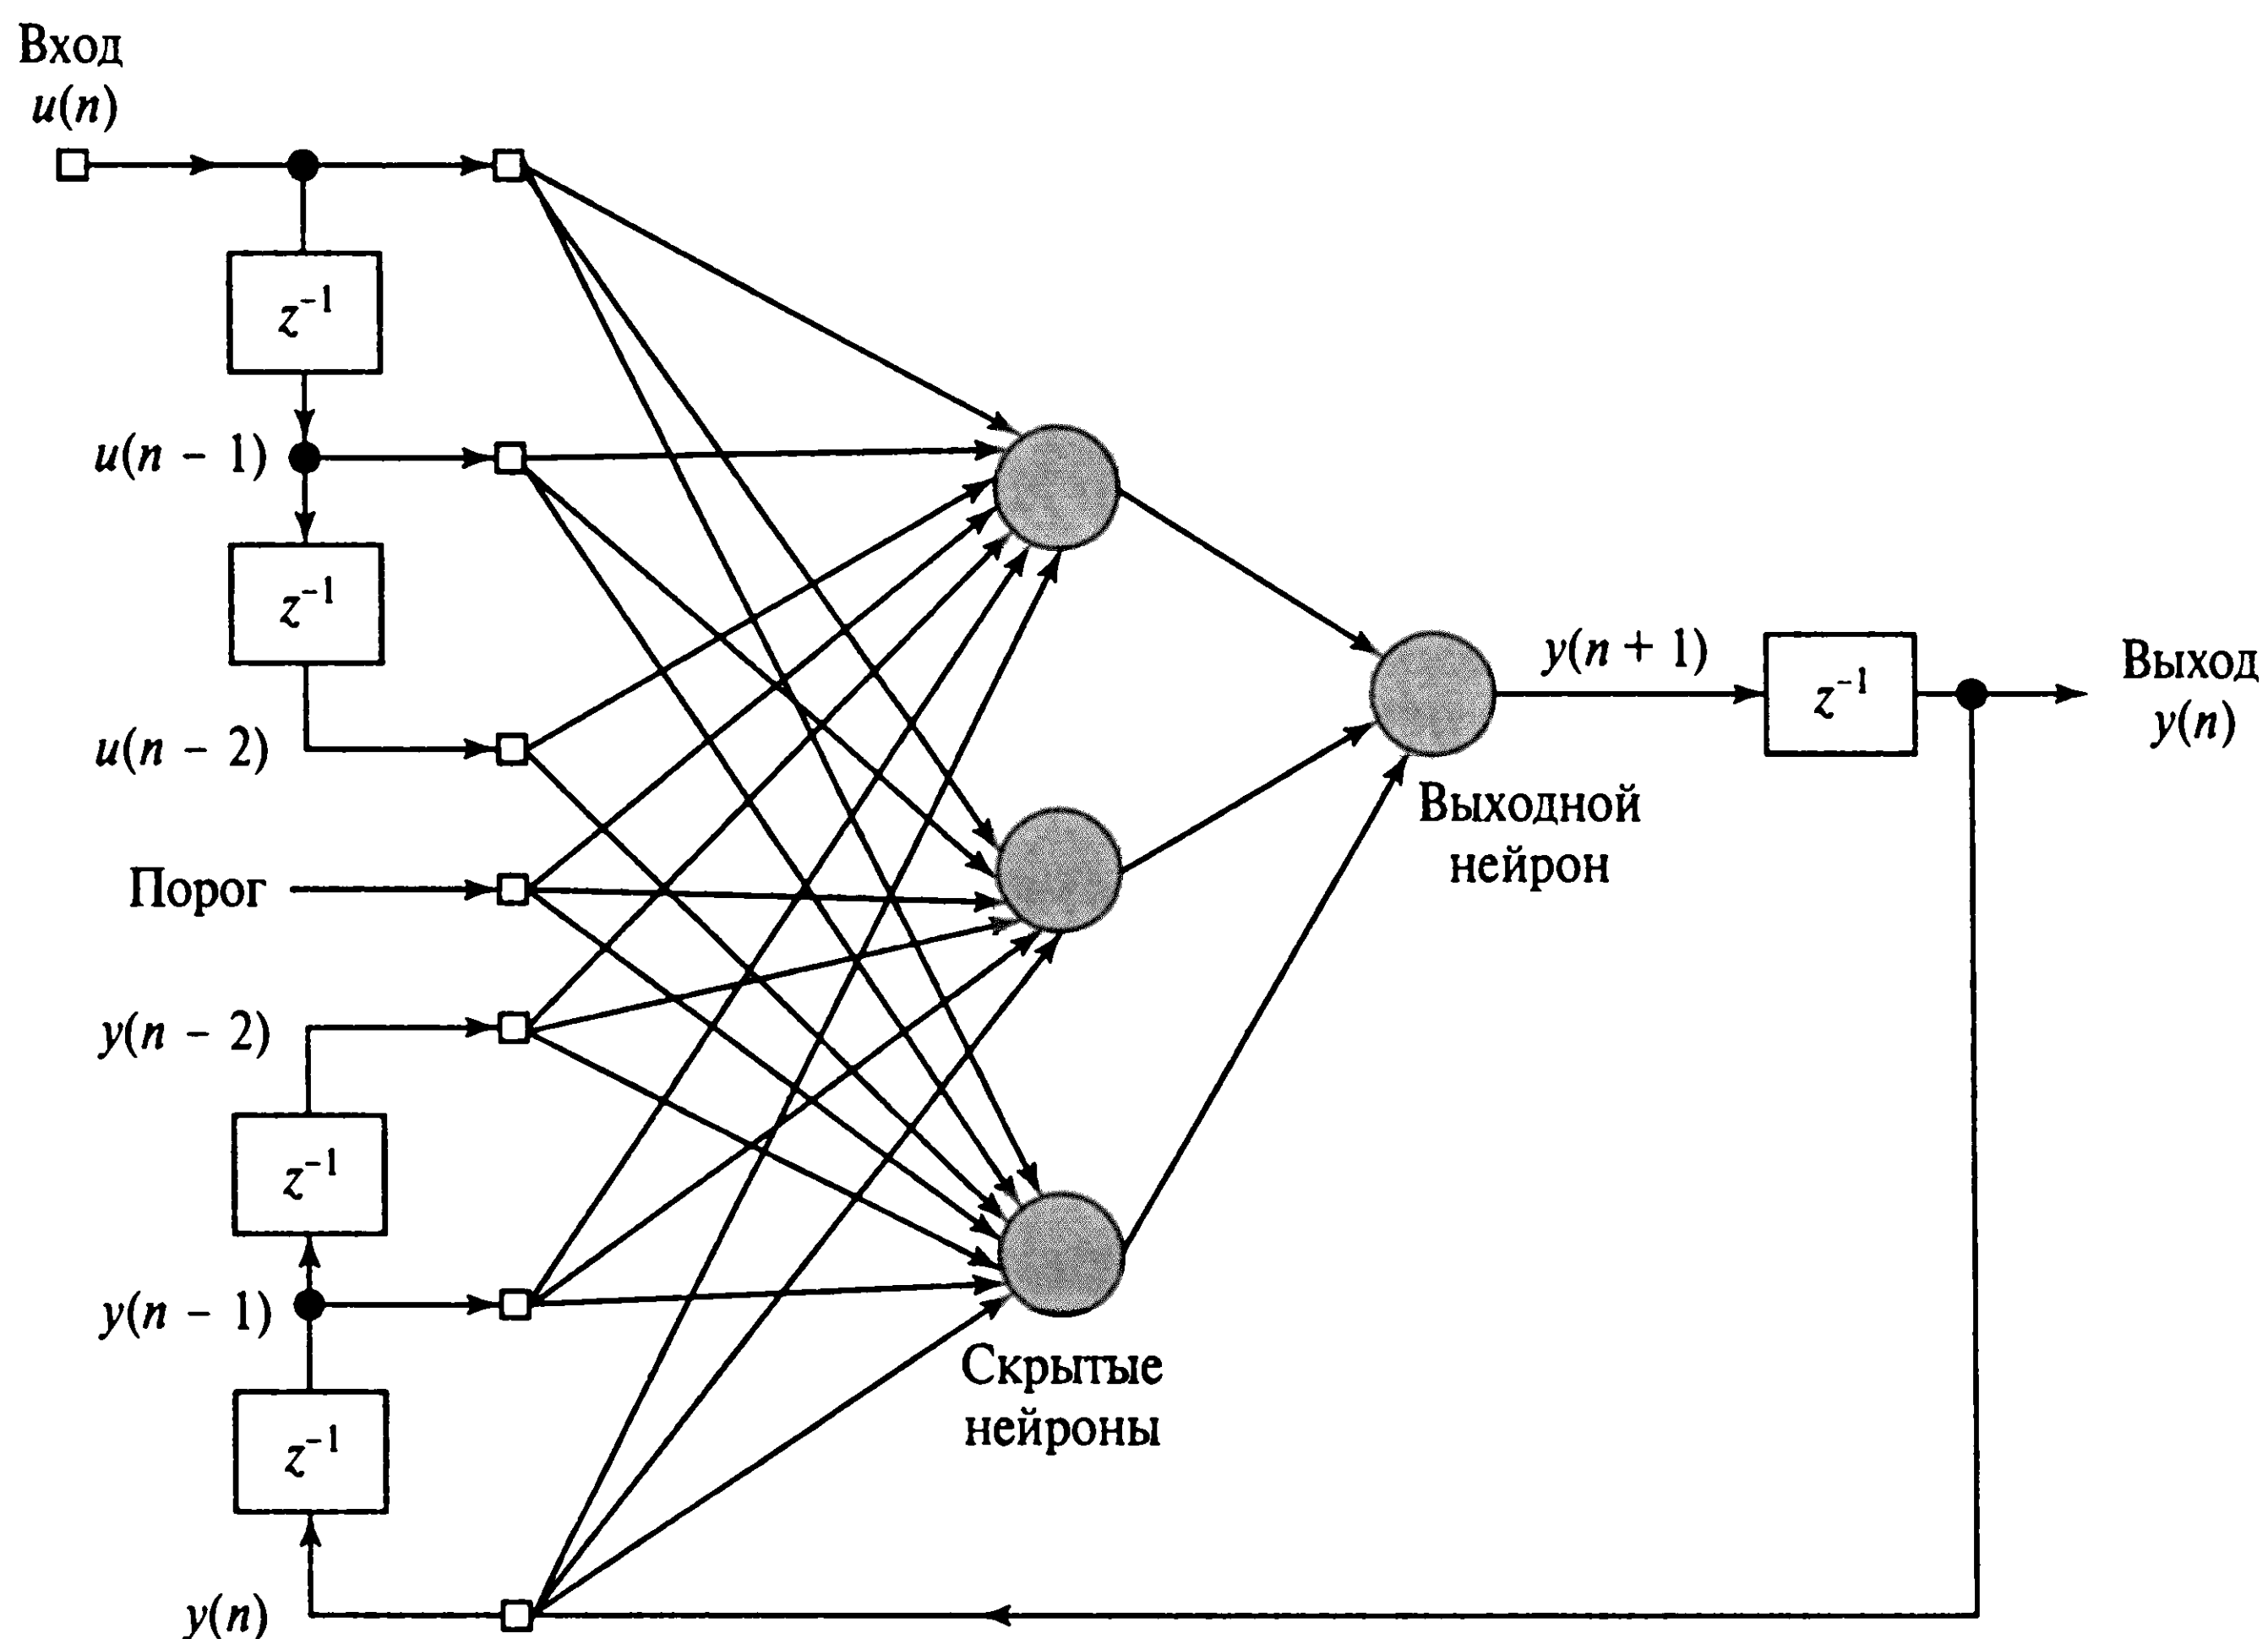 Вход
u(n)
z⁻¹
u(n − 1)
z⁻¹
u(n − 2)
Порог
y(n − 2)
z⁻¹
y(n − 1)
z⁻¹
y(n)
Скрытые
нейроны
Выходной
нейрон
y(n + 1)
z⁻¹
Выход
y(n)